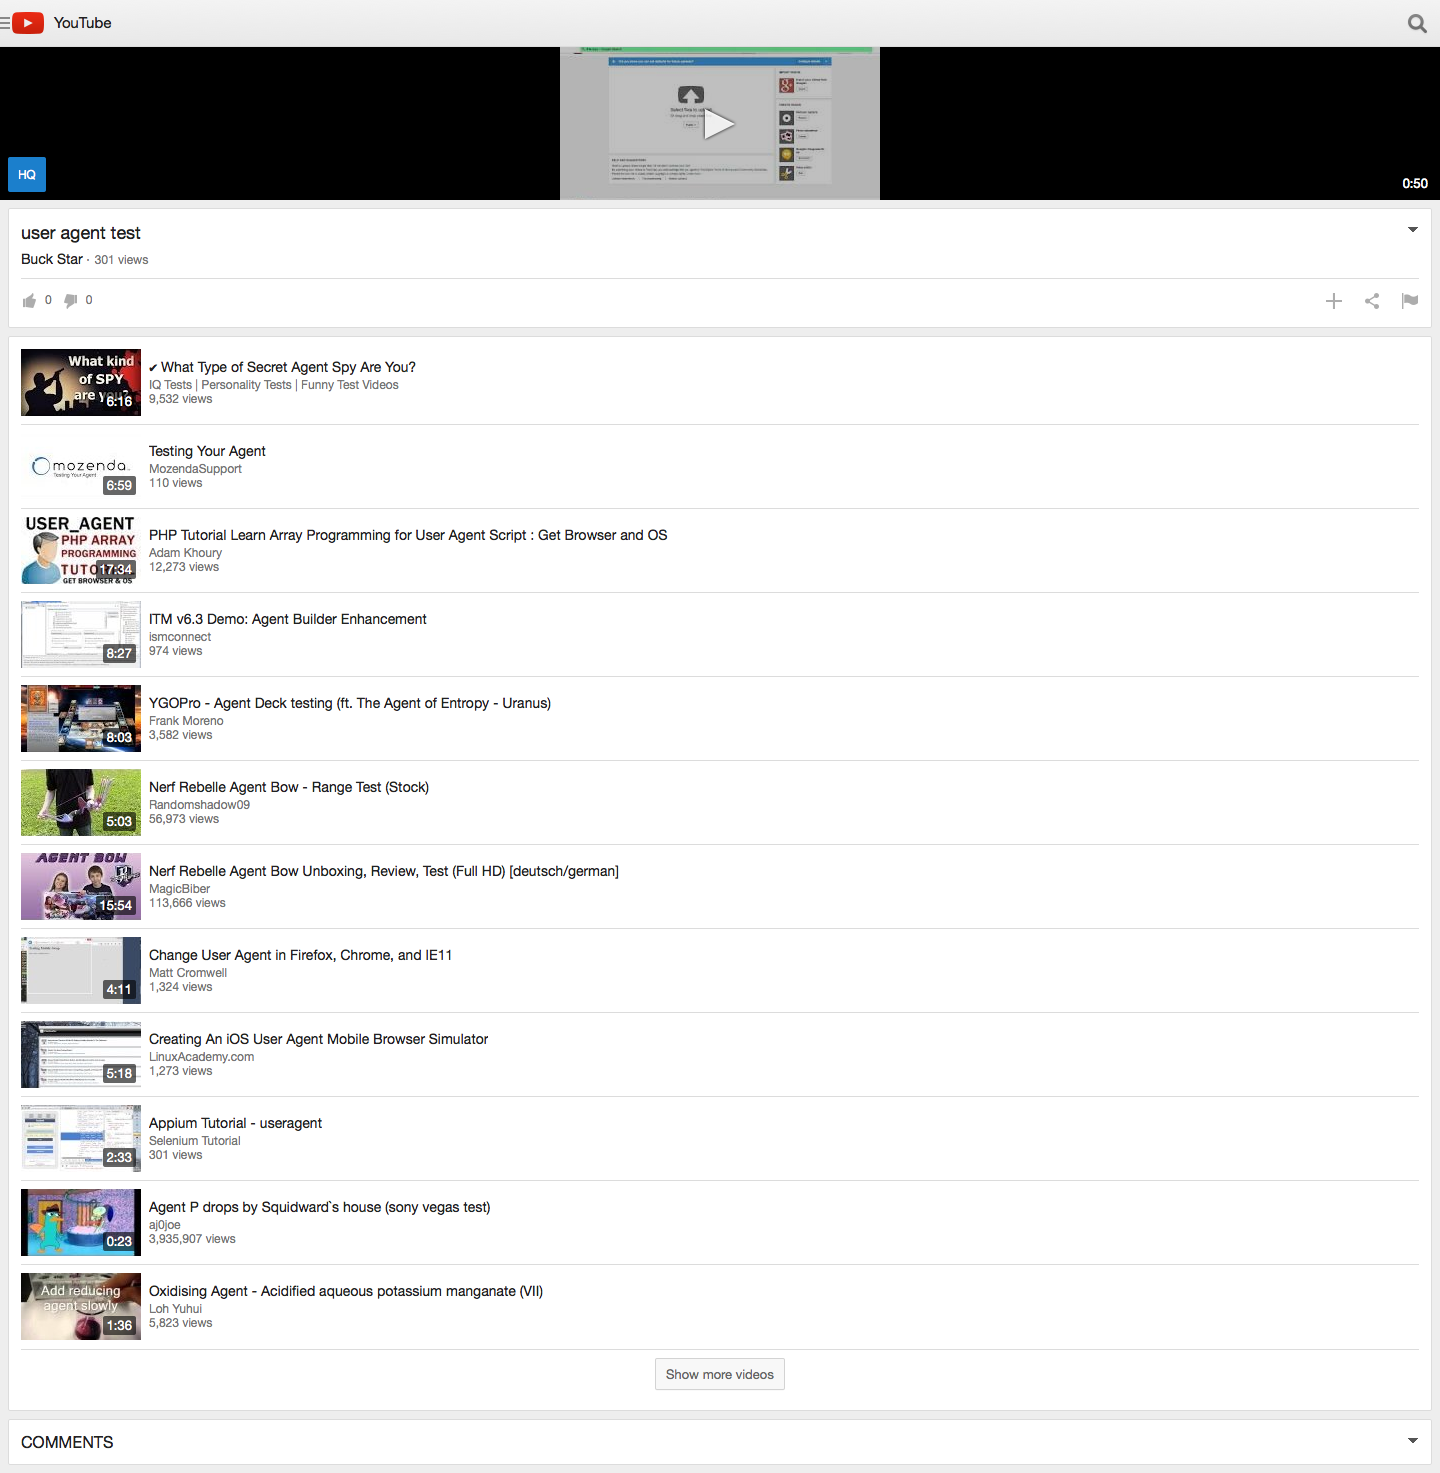 YouTube
HQ
0:50
user agent test
Buck Star · 301 views
0 0
What kind
of SPY
are you?
6:16
✔ What Type of Secret Agent Spy Are You?
IQ Tests | Personality Tests | Funny Test Videos
9,532 views
mozenda
Testing Your Agent
6:59
Testing Your Agent
MozendaSupport
110 views
USER_AGENT
PHP ARRAY
PROGRAMMING
17:34
GET BROWSER & OS
PHP Tutorial Learn Array Programming for User Agent Script : Get Browser and OS
Adam Khoury
12,273 views
8:27
ITM v6.3 Demo: Agent Builder Enhancement
ismconnect
974 views
8:03
YGOPro - Agent Deck testing (ft. The Agent of Entropy - Uranus)
Frank Moreno
3,582 views
5:03
Nerf Rebelle Agent Bow - Range Test (Stock)
Randomshadow09
56,973 views
AGENT BOW
15:54
Nerf Rebelle Agent Bow Unboxing, Review, Test (Full HD) [deutsch/german]
MagicBiber
113,666 views
4:11
Change User Agent in Firefox, Chrome, and IE11
Matt Cromwell
1,324 views
5:18
Creating An iOS User Agent Mobile Browser Simulator
LinuxAcademy.com
1,273 views
2:33
Appium Tutorial - useragent
Selenium Tutorial
301 views
0:23
Agent P drops by Squidward`s house (sony vegas test)
aj0joe
3,935,907 views
Add reducing
agent slowly
1:36
Oxidising Agent - Acidified aqueous potassium manganate (VII)
Loh Yuhui
5,823 views
Show more videos
COMMENTS